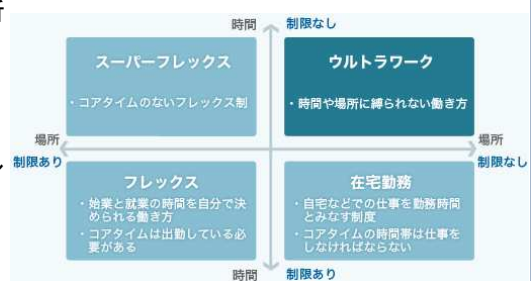 所
時間 制限なし
スーパーフレックス
・コアタイムのないフレックス制
ウルトラワーク
・時間や場所に縛られない働き方
場所
制限あり
場所
制限なし
フレックス
・始業と就業の時間を自分で決
められる働き方
・コアタイムは出勤している必
要がある
在宅勤務
・自宅などでの仕事を勤務時間
とみなす制度
・コアタイムの時間帯は仕事を
しなければならない
時間 制限あり